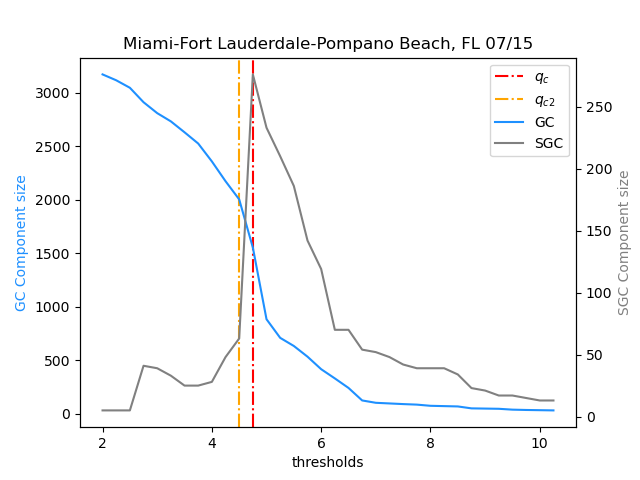 Miami-Fort Lauderdale-Pompano Beach, FL 07/15
GC Component size
3000
2500
2000
1500
1000
500
0
q_c
q_{c2}
GC
SGC
250
200
150
100
50
0
SGC Component size
2 4 6 8 10
thresholds